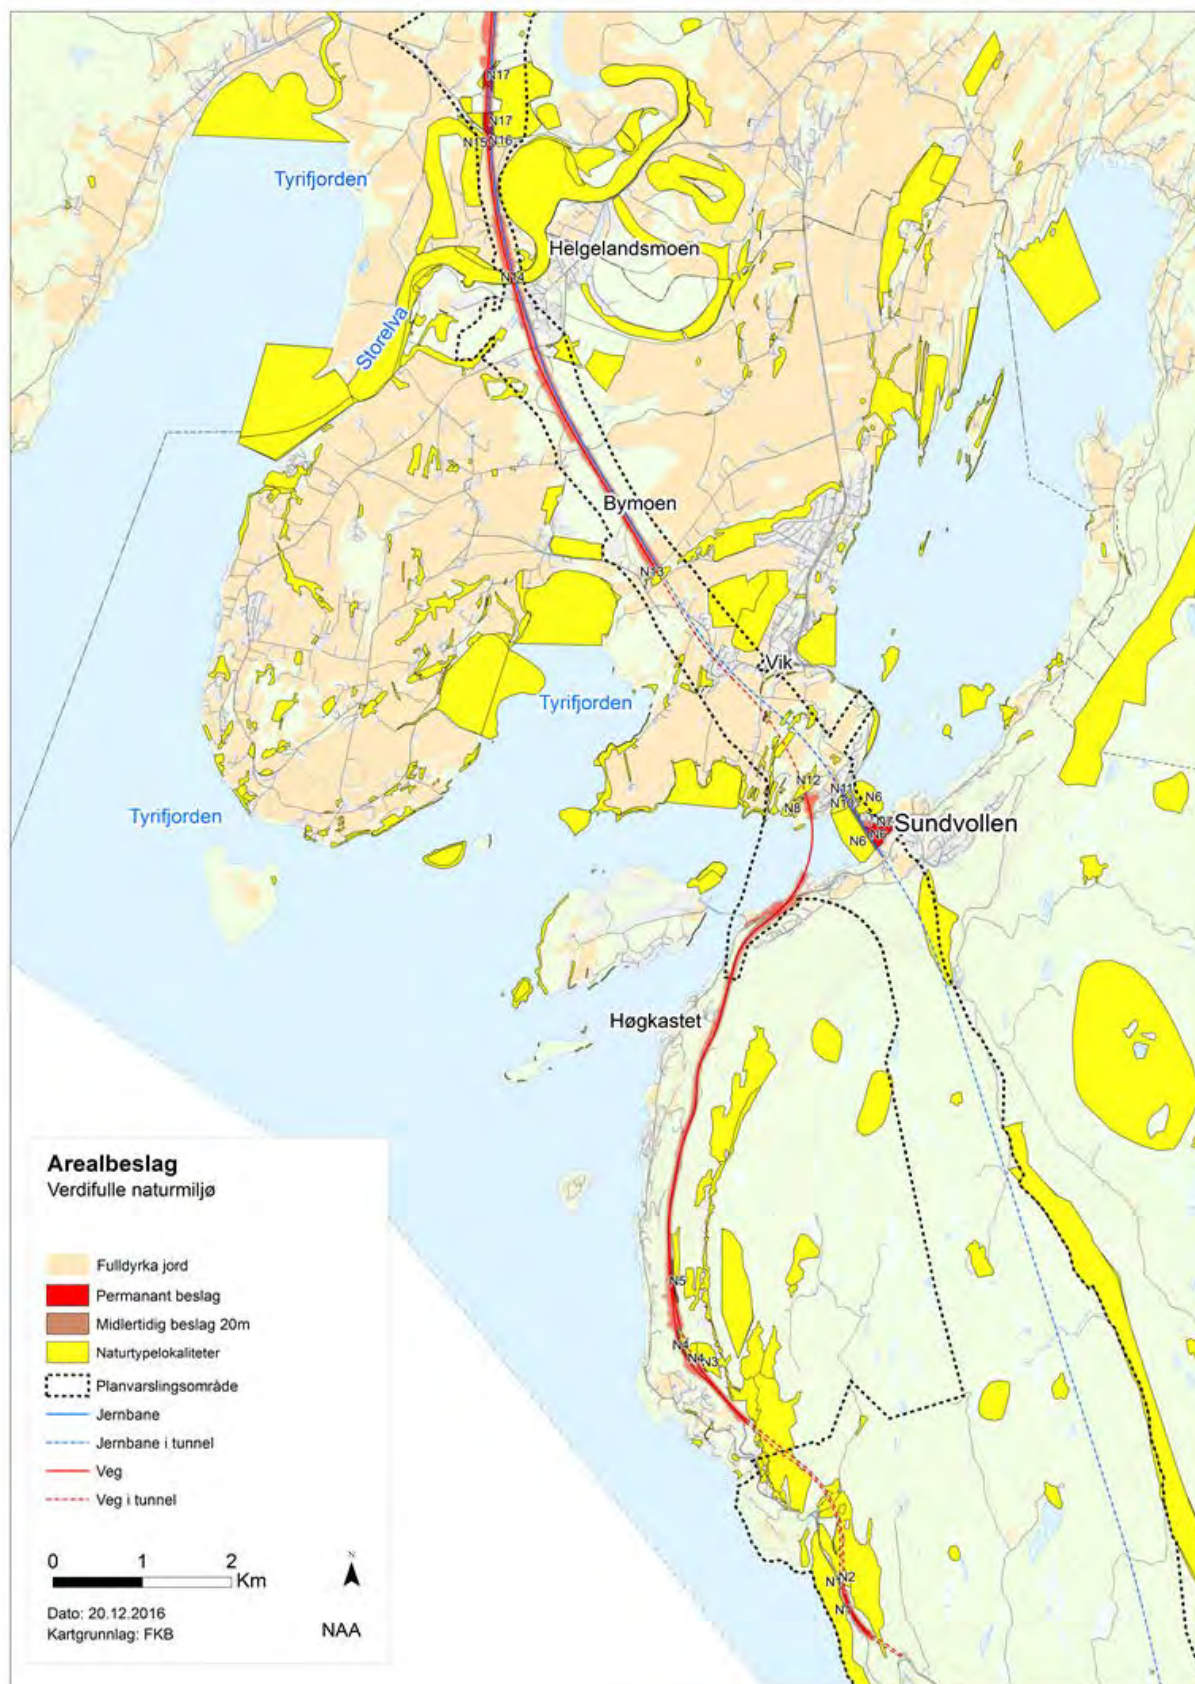 N17
N17
N15
N16
Tyrifjorden
Helgelandsmoen
N14
Storelva
Bymoen
N13
Vik
Tyrifjorden
N12
N11
N10
N6
N8
Tyrifjorden
Sundvollen
N6
N6
Høgkastet
Arealbeslag
Verdifulle naturmiljø
Fulldyrka jord
Permanant beslag
Midlertidig beslag 20m
Naturtypelokaliteter
Planvarslingsområde
Jernbane
Jernbane i tunnel
Veg
Veg i tunnel
N5
N4
N4
N3
0 1 2
Km
N
Dato: 20.12.2016
Kartgrunnlag: FKB
NAA
N2
N1
N1